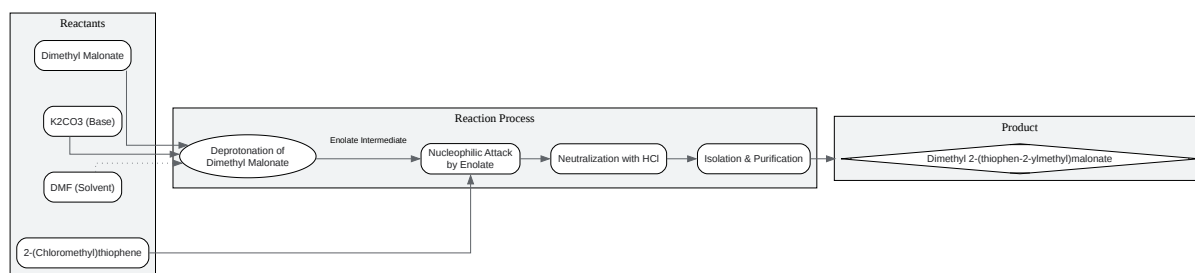 Reactants
Dimethyl Malonate
K2CO3 (Base)
DMF (Solvent)
2-(Chloromethyl)thiophene
Reaction Process
Deprotonation of
Dimethyl Malonate
Enolate Intermediate
Nucleophilic Attack
by Enolate
Neutralization with HCl
Isolation & Purification
Product
Dimethyl 2-(thiophen-2-ylmethyl)malonate